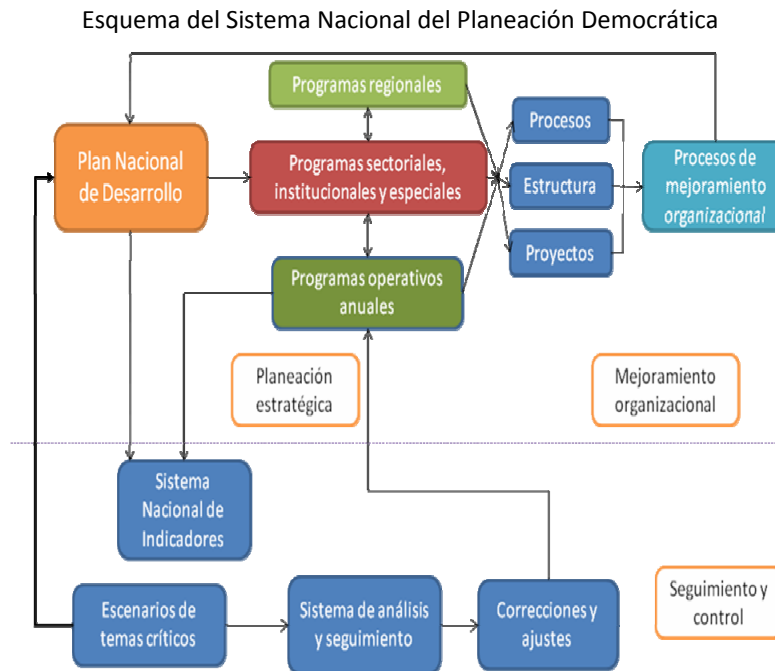 Esquema del Sistema Nacional del Planeación Democrática
Programas regionales
Plan Nacional
de Desarrollo
Programas sectoriales,
institucionales y especiales
Procesos
Estructura
Proyectos
Procesos de
mejoramiento
organizacional
Programas operativos
anuales
Planeación
estratégica
Mejoramiento
organizacional
Sistema
Nacional de
Indicadores
Escenarios de
temas críticos
Sistema de análisis
y seguimiento
Correcciones y
ajustes
Seguimiento y
control